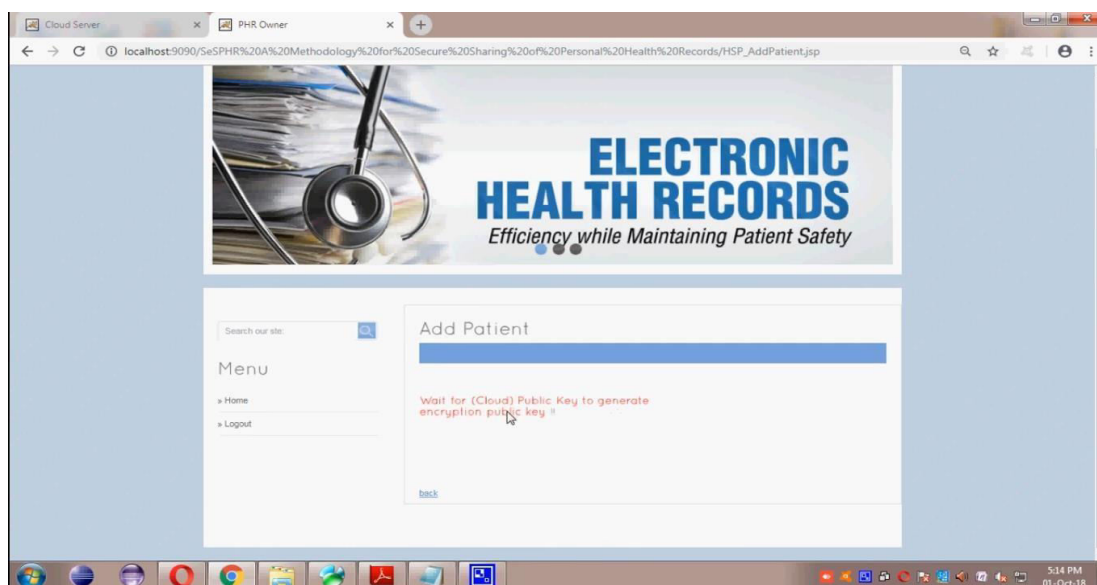 Cloud Server
PHR Owner
localhost:9090/SeSPHR%20A%20Methodology%20for%20Secure%20Sharing%20of%20Personal%20Health%20Records/HSP_AddPatient.jsp
ELECTRONIC
HEALTH RECORDS
Efficiency while Maintaining Patient Safety
Search our site:
Add Patient
Menu
» Home
» Logout
Wait for (Cloud) Public Key to generate
encryption public key !!
back
5:14 PM
01-Oct-18